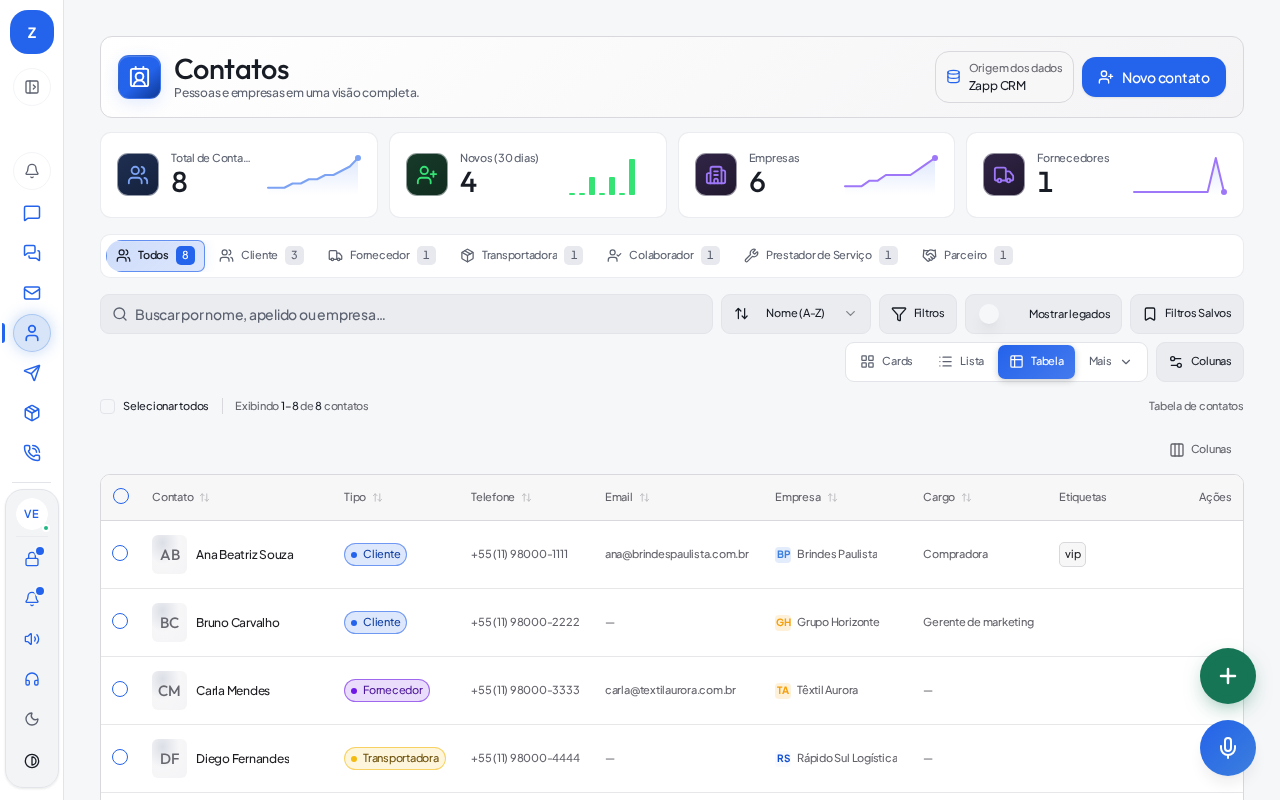 Z
Contatos
Pessoas e empresas em uma visão completa.
Origem dos dados
Zapp CRM
Novo contato
Total de Conta...
8
Novos (30 dias)
4
Empresas
6
Fornecedores
1
Todos 8
Cliente 3
Fornecedor 1
Transportadora 1
Colaborador 1
Prestador de Serviço 1
Parceiro 1
Buscar por nome, apelido ou empresa...
Nome (A-Z)
Filtros
Mostrar legados
Filtros Salvos
Cards
Lista
Tabela
Mais
Colunas
Selecionar todos
Exibindo 1–8 de 8 contatos
Tabela de contatos
Colunas
Contato Tipo Telefone Email Empresa Cargo Etiquetas Ações
AB Ana Beatriz Souza Cliente +55 (11) 98000-1111 ana@brindespaulista.com.br BP Brindes Paulista Compradora vip
BC Bruno Carvalho Cliente +55 (11) 98000-2222 — GH Grupo Horizonte Gerente de marketing
CM Carla Mendes Fornecedor +55 (11) 98000-3333 carla@textilaurora.com.br TA Têxtil Aurora —
DF Diego Fernandes Transportadora +55 (11) 98000-4444 — RS Rápido Sul Logística —
VE